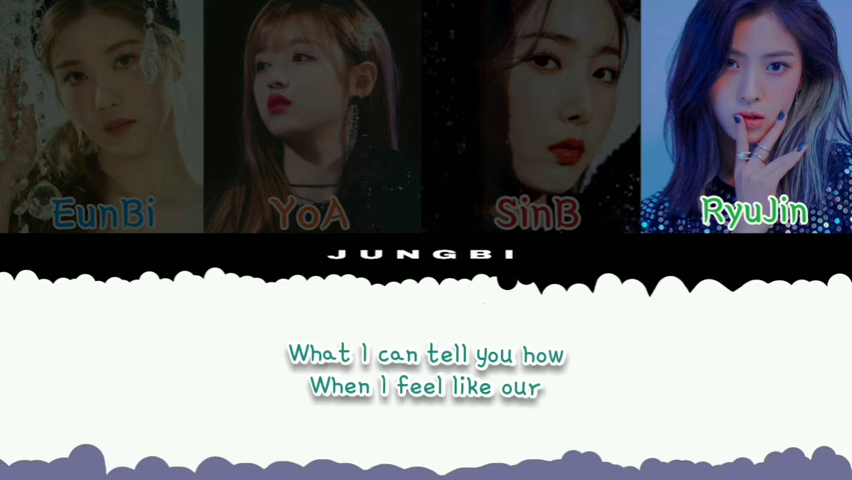 EunBi
YoA
SinB
RyuJin
JUNGBI
What I can tell you how
When I feel like our